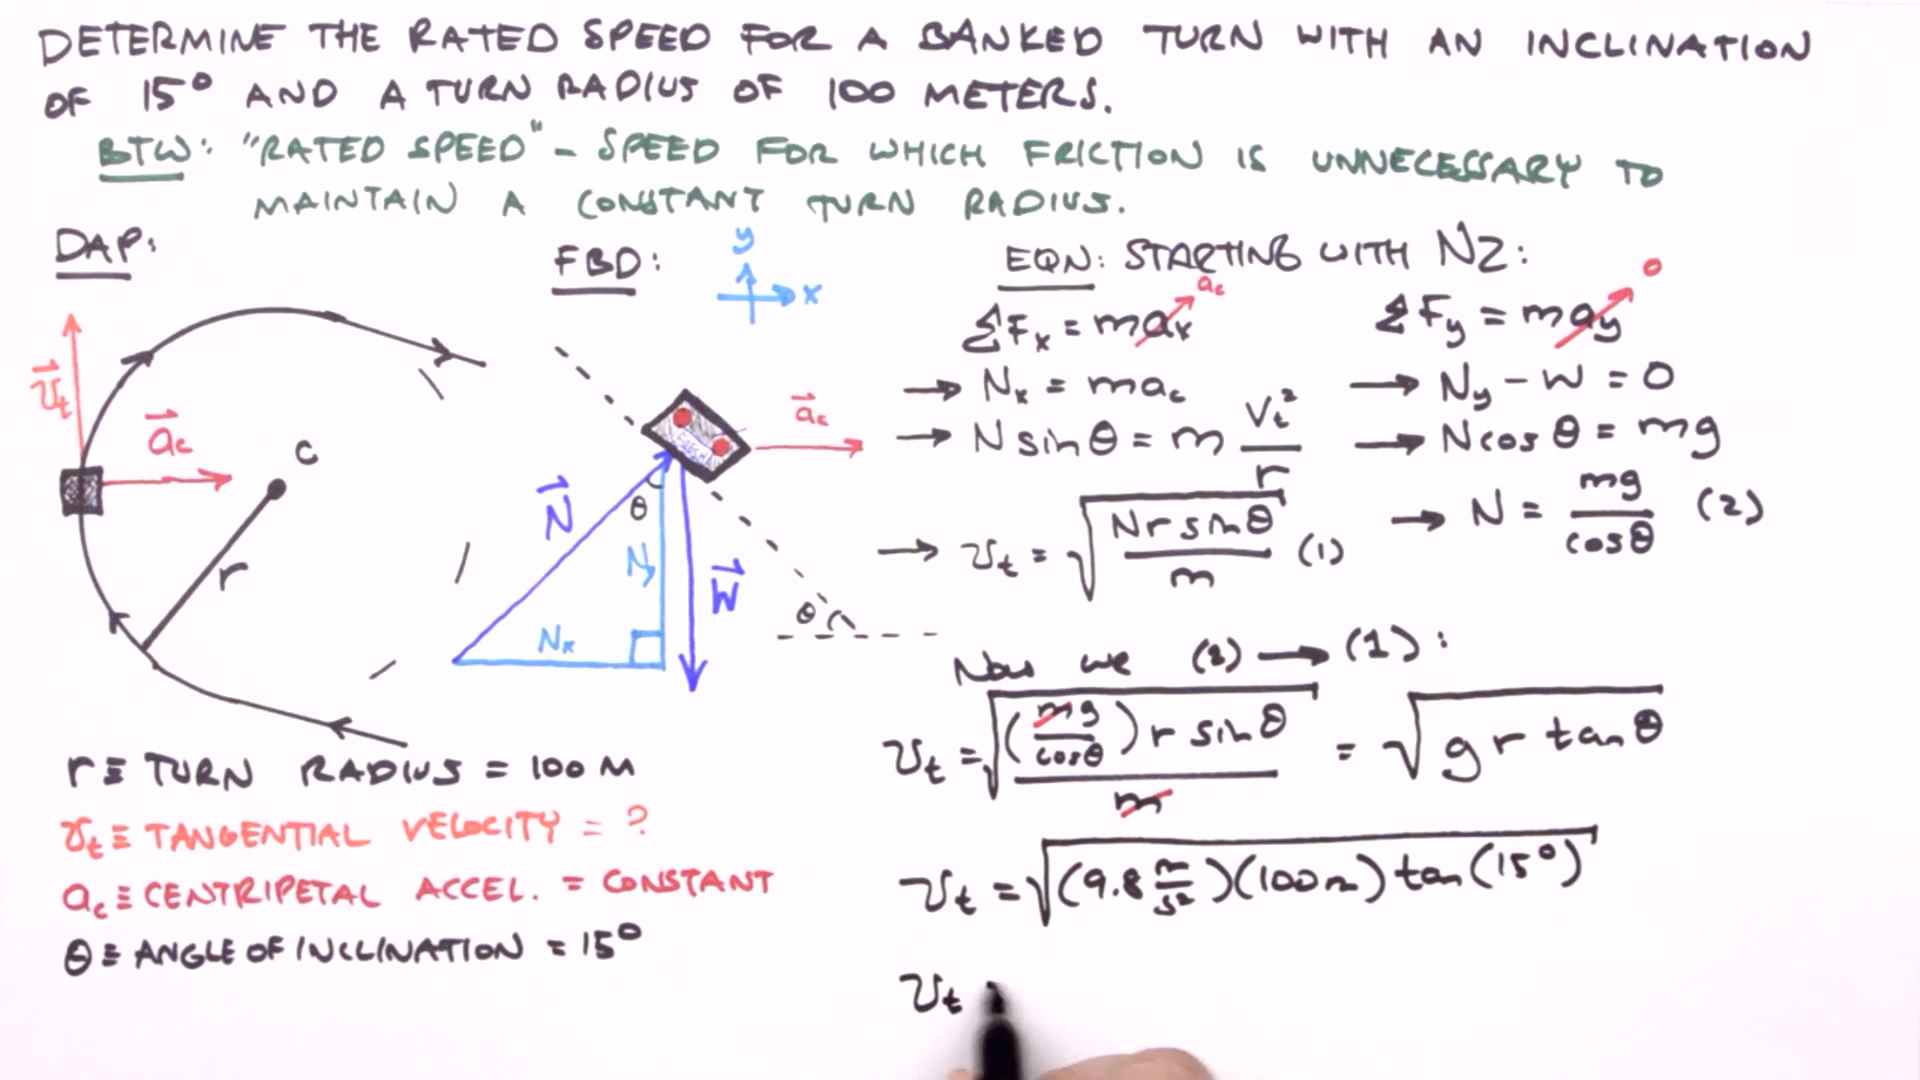 DETERMINE THE RATED SPEED FOR A BANKED TURN WITH AN INCLINATION
OF 15° AND A TURN RADIUS OF 100 METERS.
BTW: "RATED SPEED" - SPEED FOR WHICH FRICTION IS UNNECESSARY TO
MAINTAIN A CONSTANT TURN RADIUS.
DAP:
v⃗t
a⃗c
c
r
r ≡ TURN RADIUS = 100 M
vt ≡ TANGENTIAL VELOCITY = ?
ac ≡ CENTRIPETAL ACCEL. = CONSTANT
θ ≡ ANGLE OF INCLINATION = 15°
FBD:
y
x
a⃗c
N⃗
θ
Ny
W⃗
Nx
θ
EQN: STARTING WITH N2:
ΣFx = max ac
→ Nx = mac
→ N sin θ = m vt²/r
→ vt = √(Nr sin θ / m) (1)
ΣFy = may 0
→ Ny - W = 0
→ N cos θ = mg
→ N = mg/cos θ (2)
Now we (2) → (1):
vt = √((mg/cos θ) r sin θ / m) = √(g r tan θ)
vt = √((9.8 m/s²)(100m) tan(15°))
vt